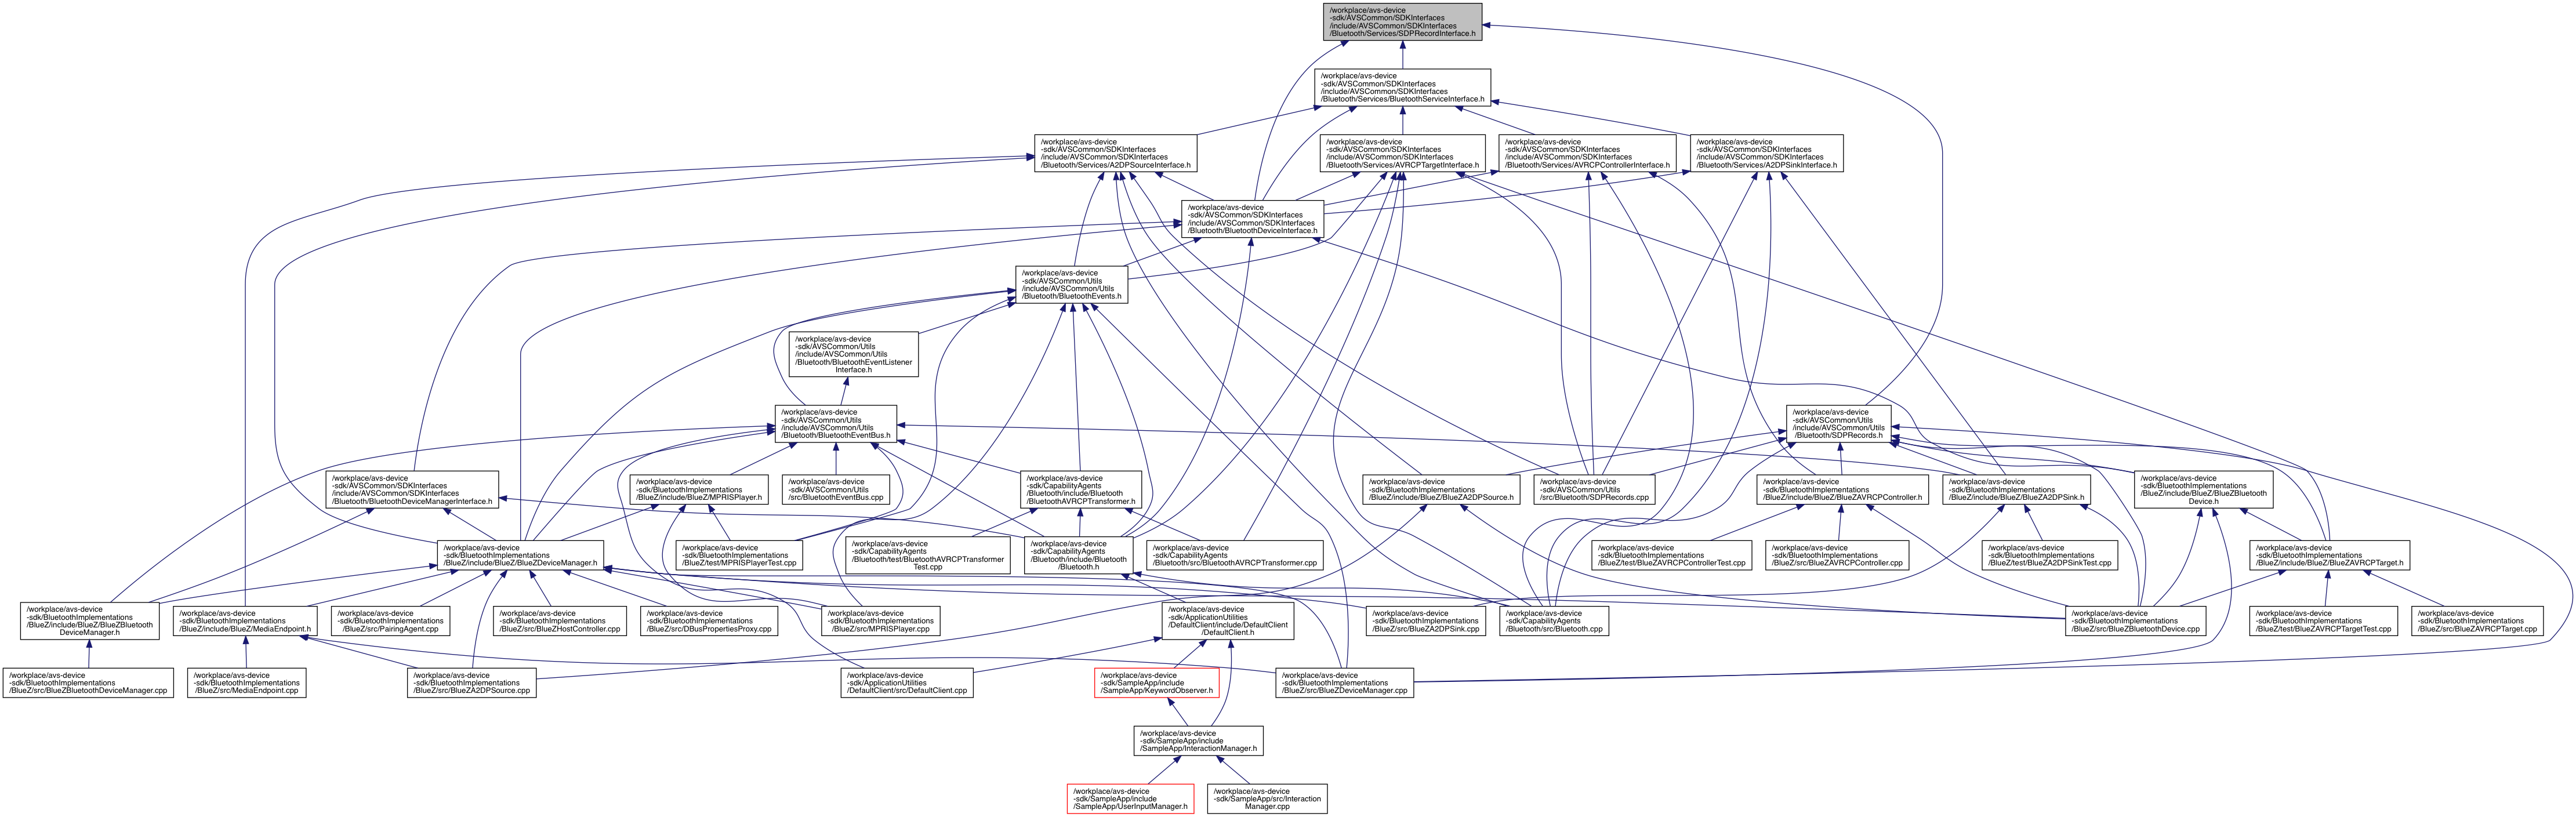 /workplace/avs-device
-sdk/AVSCommon/SDKInterfaces
/include/AVSCommon/SDKInterfaces
/Bluetooth/Services/SDPRecordInterface.h
/workplace/avs-device
-sdk/AVSCommon/SDKInterfaces
/include/AVSCommon/SDKInterfaces
/Bluetooth/Services/BluetoothServiceInterface.h
/workplace/avs-device
-sdk/AVSCommon/SDKInterfaces
/include/AVSCommon/SDKInterfaces
/Bluetooth/Services/A2DPSourceInterface.h
/workplace/avs-device
-sdk/AVSCommon/SDKInterfaces
/include/AVSCommon/SDKInterfaces
/Bluetooth/Services/AVRCPTargetInterface.h
/workplace/avs-device
-sdk/AVSCommon/SDKInterfaces
/include/AVSCommon/SDKInterfaces
/Bluetooth/Services/AVRCPControllerInterface.h
/workplace/avs-device
-sdk/AVSCommon/SDKInterfaces
/include/AVSCommon/SDKInterfaces
/Bluetooth/Services/A2DPSinkInterface.h
/workplace/avs-device
-sdk/AVSCommon/SDKInterfaces
/include/AVSCommon/SDKInterfaces
/Bluetooth/BluetoothDeviceInterface.h
/workplace/avs-device
-sdk/AVSCommon/Utils
/include/AVSCommon/Utils
/Bluetooth/BluetoothEvents.h
/workplace/avs-device
-sdk/AVSCommon/Utils
/include/AVSCommon/Utils
/Bluetooth/BluetoothEventListener
Interface.h
/workplace/avs-device
-sdk/AVSCommon/Utils
/include/AVSCommon/Utils
/Bluetooth/BluetoothEventBus.h
/workplace/avs-device
-sdk/AVSCommon/Utils
/include/AVSCommon/Utils
/Bluetooth/SDPRecords.h
/workplace/avs-device
-sdk/AVSCommon/SDKInterfaces
/include/AVSCommon/SDKInterfaces
/Bluetooth/BluetoothDeviceManagerInterface.h
/workplace/avs-device
-sdk/BluetoothImplementations
/BlueZ/include/BlueZ/MPRISPlayer.h
/workplace/avs-device
-sdk/AVSCommon/Utils
/src/BluetoothEventBus.cpp
/workplace/avs-device
-sdk/CapabilityAgents
/Bluetooth/include/Bluetooth
/BluetoothAVRCPTransformer.h
/workplace/avs-device
-sdk/BluetoothImplementations
/BlueZ/include/BlueZ/BlueZA2DPSource.h
/workplace/avs-device
-sdk/AVSCommon/Utils
/src/Bluetooth/SDPRecords.cpp
/workplace/avs-device
-sdk/BluetoothImplementations
/BlueZ/include/BlueZ/BlueZAVRCPController.h
/workplace/avs-device
-sdk/BluetoothImplementations
/BlueZ/include/BlueZ/BlueZA2DPSink.h
/workplace/avs-device
-sdk/BluetoothImplementations
/BlueZ/include/BlueZ/BlueZBluetooth
Device.h
/workplace/avs-device
-sdk/BluetoothImplementations
/BlueZ/include/BlueZ/BlueZDeviceManager.h
/workplace/avs-device
-sdk/BluetoothImplementations
/BlueZ/test/MPRISPlayerTest.cpp
/workplace/avs-device
-sdk/CapabilityAgents
/Bluetooth/test/BluetoothAVRCPTransformer
Test.cpp
/workplace/avs-device
-sdk/CapabilityAgents
/Bluetooth/include/Bluetooth
/Bluetooth.h
/workplace/avs-device
-sdk/CapabilityAgents
/Bluetooth/src/BluetoothAVRCPTransformer.cpp
/workplace/avs-device
-sdk/BluetoothImplementations
/BlueZ/test/BlueZAVRCPControllerTest.cpp
/workplace/avs-device
-sdk/BluetoothImplementations
/BlueZ/src/BlueZAVRCPController.cpp
/workplace/avs-device
-sdk/BluetoothImplementations
/BlueZ/test/BlueZA2DPSinkTest.cpp
/workplace/avs-device
-sdk/BluetoothImplementations
/BlueZ/include/BlueZ/BlueZAVRCPTarget.h
/workplace/avs-device
-sdk/BluetoothImplementations
/BlueZ/include/BlueZ/BlueZBluetooth
DeviceManager.h
/workplace/avs-device
-sdk/BluetoothImplementations
/BlueZ/include/BlueZ/MediaEndpoint.h
/workplace/avs-device
-sdk/BluetoothImplementations
/BlueZ/src/PairingAgent.cpp
/workplace/avs-device
-sdk/BluetoothImplementations
/BlueZ/src/BlueZHostController.cpp
/workplace/avs-device
-sdk/BluetoothImplementations
/BlueZ/src/DBusPropertiesProxy.cpp
/workplace/avs-device
-sdk/BluetoothImplementations
/BlueZ/src/MPRISPlayer.cpp
/workplace/avs-device
-sdk/ApplicationUtilities
/DefaultClient/include/DefaultClient
/DefaultClient.h
/workplace/avs-device
-sdk/BluetoothImplementations
/BlueZ/src/BlueZA2DPSink.cpp
/workplace/avs-device
-sdk/CapabilityAgents
/Bluetooth/src/Bluetooth.cpp
/workplace/avs-device
-sdk/BluetoothImplementations
/BlueZ/src/BlueZBluetoothDevice.cpp
/workplace/avs-device
-sdk/BluetoothImplementations
/BlueZ/test/BlueZAVRCPTargetTest.cpp
/workplace/avs-device
-sdk/BluetoothImplementations
/BlueZ/src/BlueZAVRCPTarget.cpp
/workplace/avs-device
-sdk/BluetoothImplementations
/BlueZ/src/BlueZBluetoothDeviceManager.cpp
/workplace/avs-device
-sdk/BluetoothImplementations
/BlueZ/src/MediaEndpoint.cpp
/workplace/avs-device
-sdk/BluetoothImplementations
/BlueZ/src/BlueZA2DPSource.cpp
/workplace/avs-device
-sdk/ApplicationUtilities
/DefaultClient/src/DefaultClient.cpp
/workplace/avs-device
-sdk/SampleApp/include
/SampleApp/KeywordObserver.h
/workplace/avs-device
-sdk/BluetoothImplementations
/BlueZ/src/BlueZDeviceManager.cpp
/workplace/avs-device
-sdk/SampleApp/include
/SampleApp/InteractionManager.h
/workplace/avs-device
-sdk/SampleApp/include
/SampleApp/UserInputManager.h
/workplace/avs-device
-sdk/SampleApp/src/Interaction
Manager.cpp